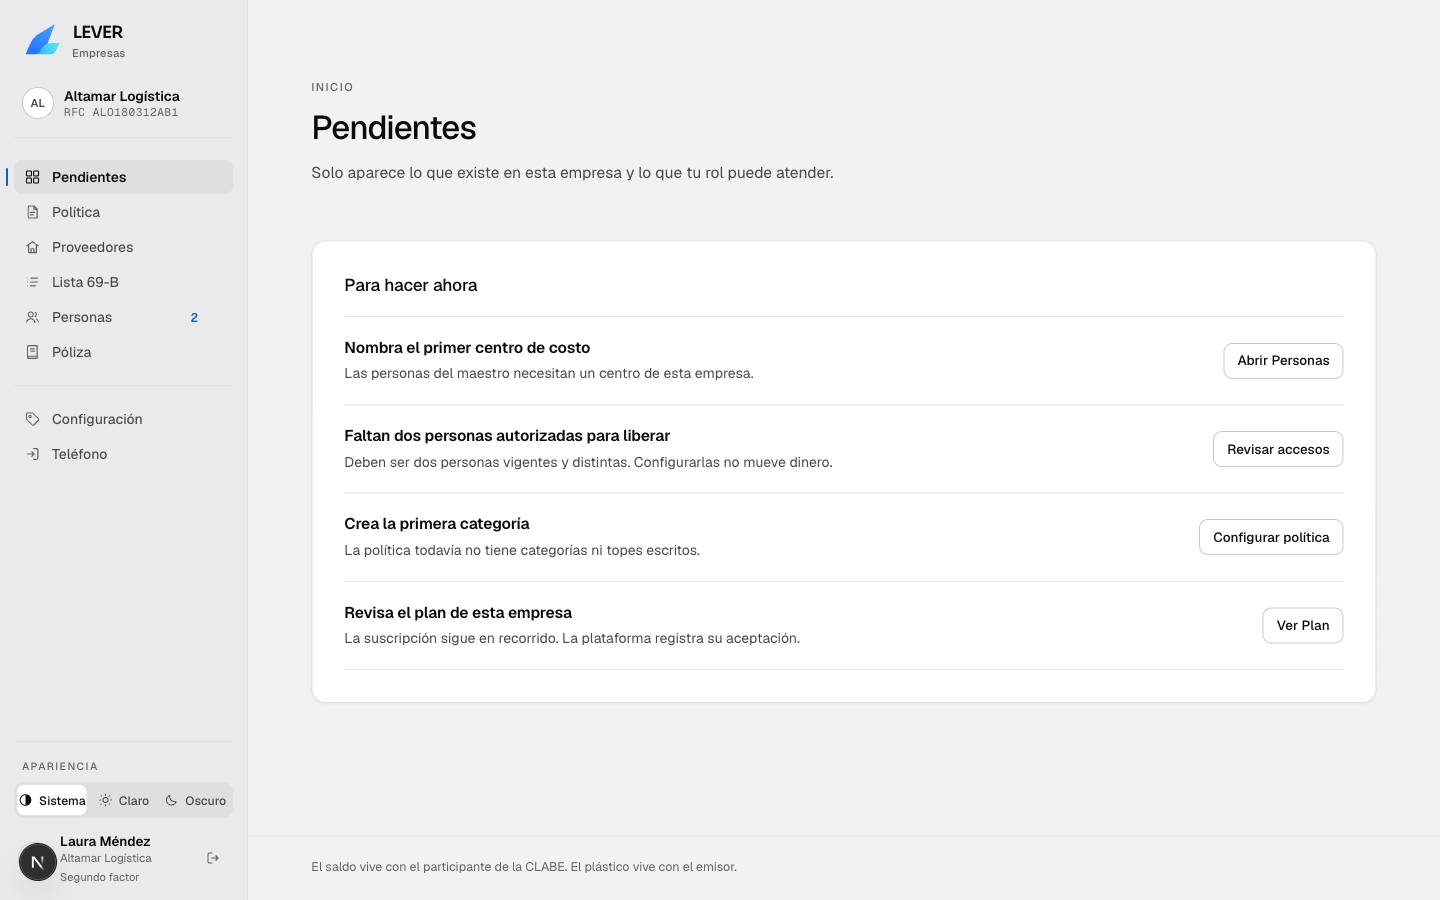 LEVER
Empresas
AL
Altamar Logística
RFC ALO180312AB1
Pendientes
Política
Proveedores
Lista 69-B
Personas 2
Póliza
Configuración
Teléfono
APARIENCIA
Sistema Claro Oscuro
N
Laura Méndez
Altamar Logística
Segundo factor
INICIO
Pendientes
Solo aparece lo que existe en esta empresa y lo que tu rol puede atender.
Para hacer ahora
Nombra el primer centro de costo
Las personas del maestro necesitan un centro de esta empresa.
Abrir Personas
Faltan dos personas autorizadas para liberar
Deben ser dos personas vigentes y distintas. Configurarlas no mueve dinero.
Revisar accesos
Crea la primera categoría
La política todavía no tiene categorías ni topes escritos.
Configurar política
Revisa el plan de esta empresa
La suscripción sigue en recorrido. La plataforma registra su aceptación.
Ver Plan
El saldo vive con el participante de la CLABE. El plástico vive con el emisor.